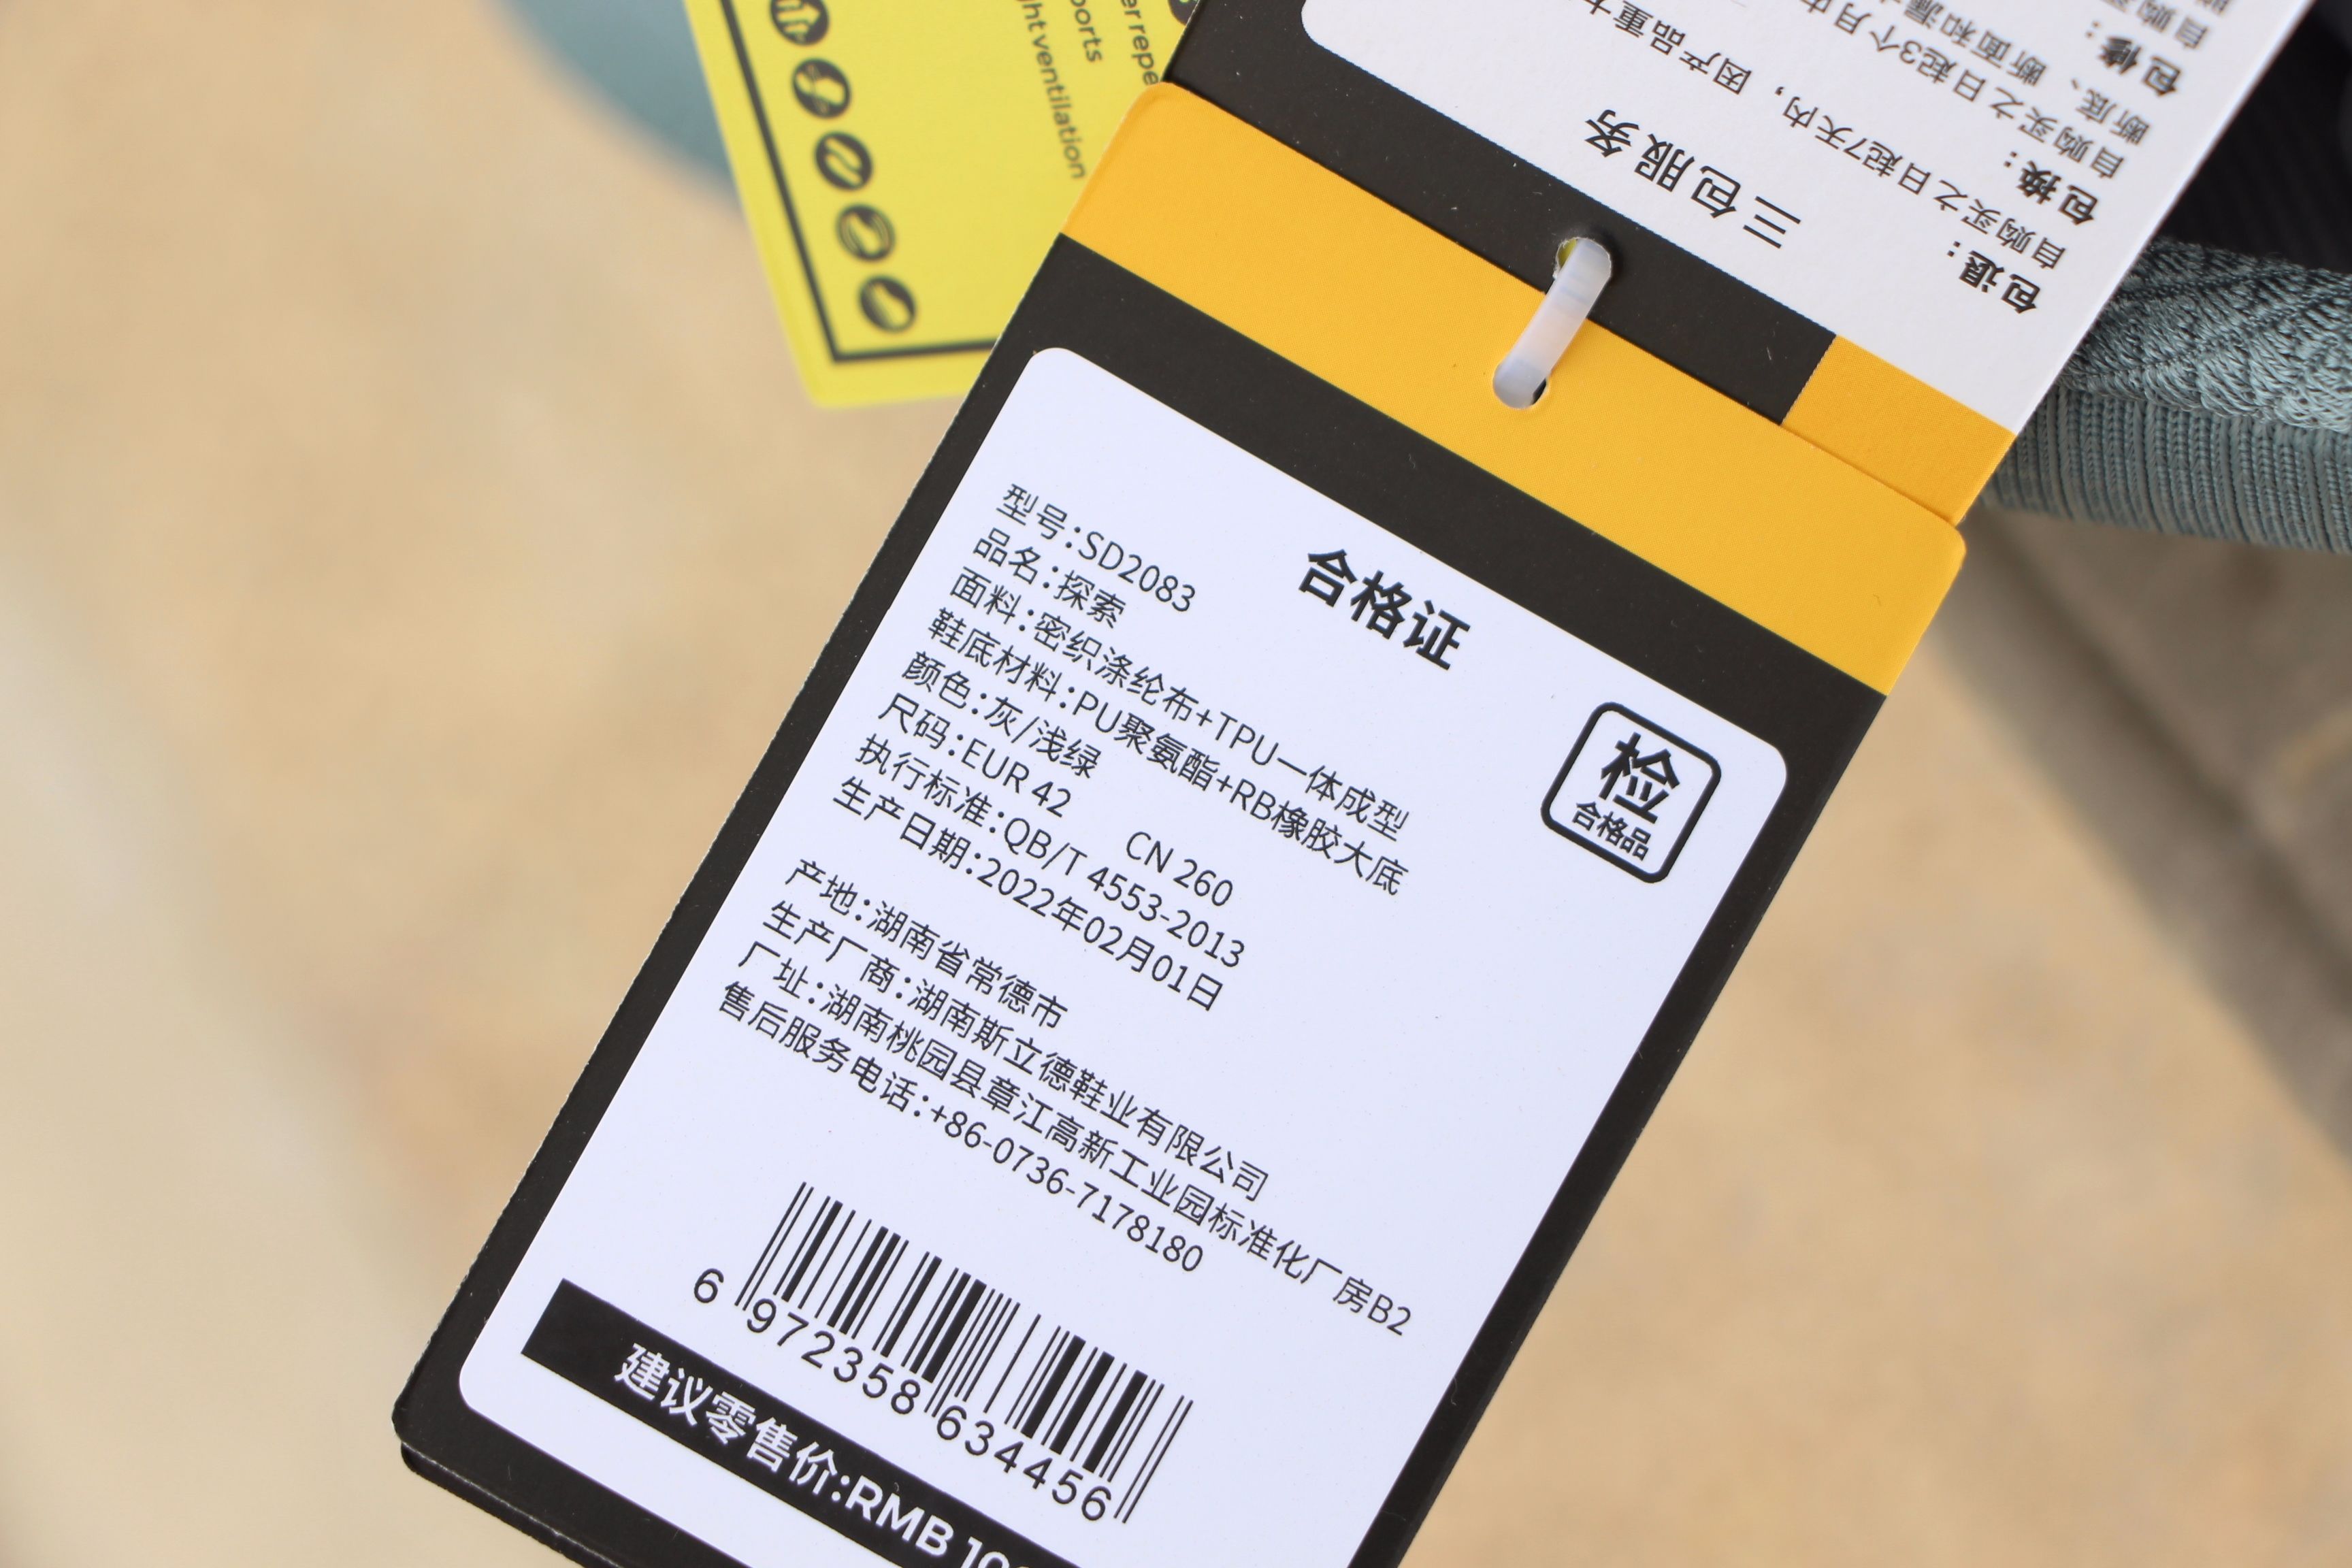 ports
ht ventilation
三包服务
包退：
自购买之日起7天内，因产品重大
包换：
自购买之日起3个月内
断底、断面和漏
包修：
合格证
检
合格品
型号:SD2083
品名:探索
面料:密织涤纶布+TPU一体成型
鞋底材料:PU聚氨酯+RB橡胶大底
颜色:灰/浅绿
尺码:EUR 42 CN 260
执行标准:QB/T 4553-2013
生产日期:2022年02月01日
产地:湖南省常德市
生产厂商:湖南斯立德鞋业有限公司
厂址:湖南桃园县章江高新工业园标准化厂房B2
售后服务电话:+86-0736-7178180
6 972358 634456
建议零售价:RMB 10